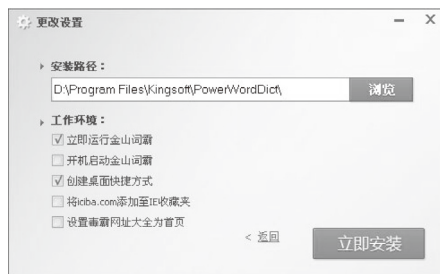 更改设置
安装路径：
D:\Program Files\Kingsoft\PowerWordDict\
浏览
工作环境：
立即运行金山词霸
开机启动金山词霸
创建桌面快捷方式
将iciba.com添加至IE收藏夹
设置毒霸网址大全为首页
< 返回
立即安装